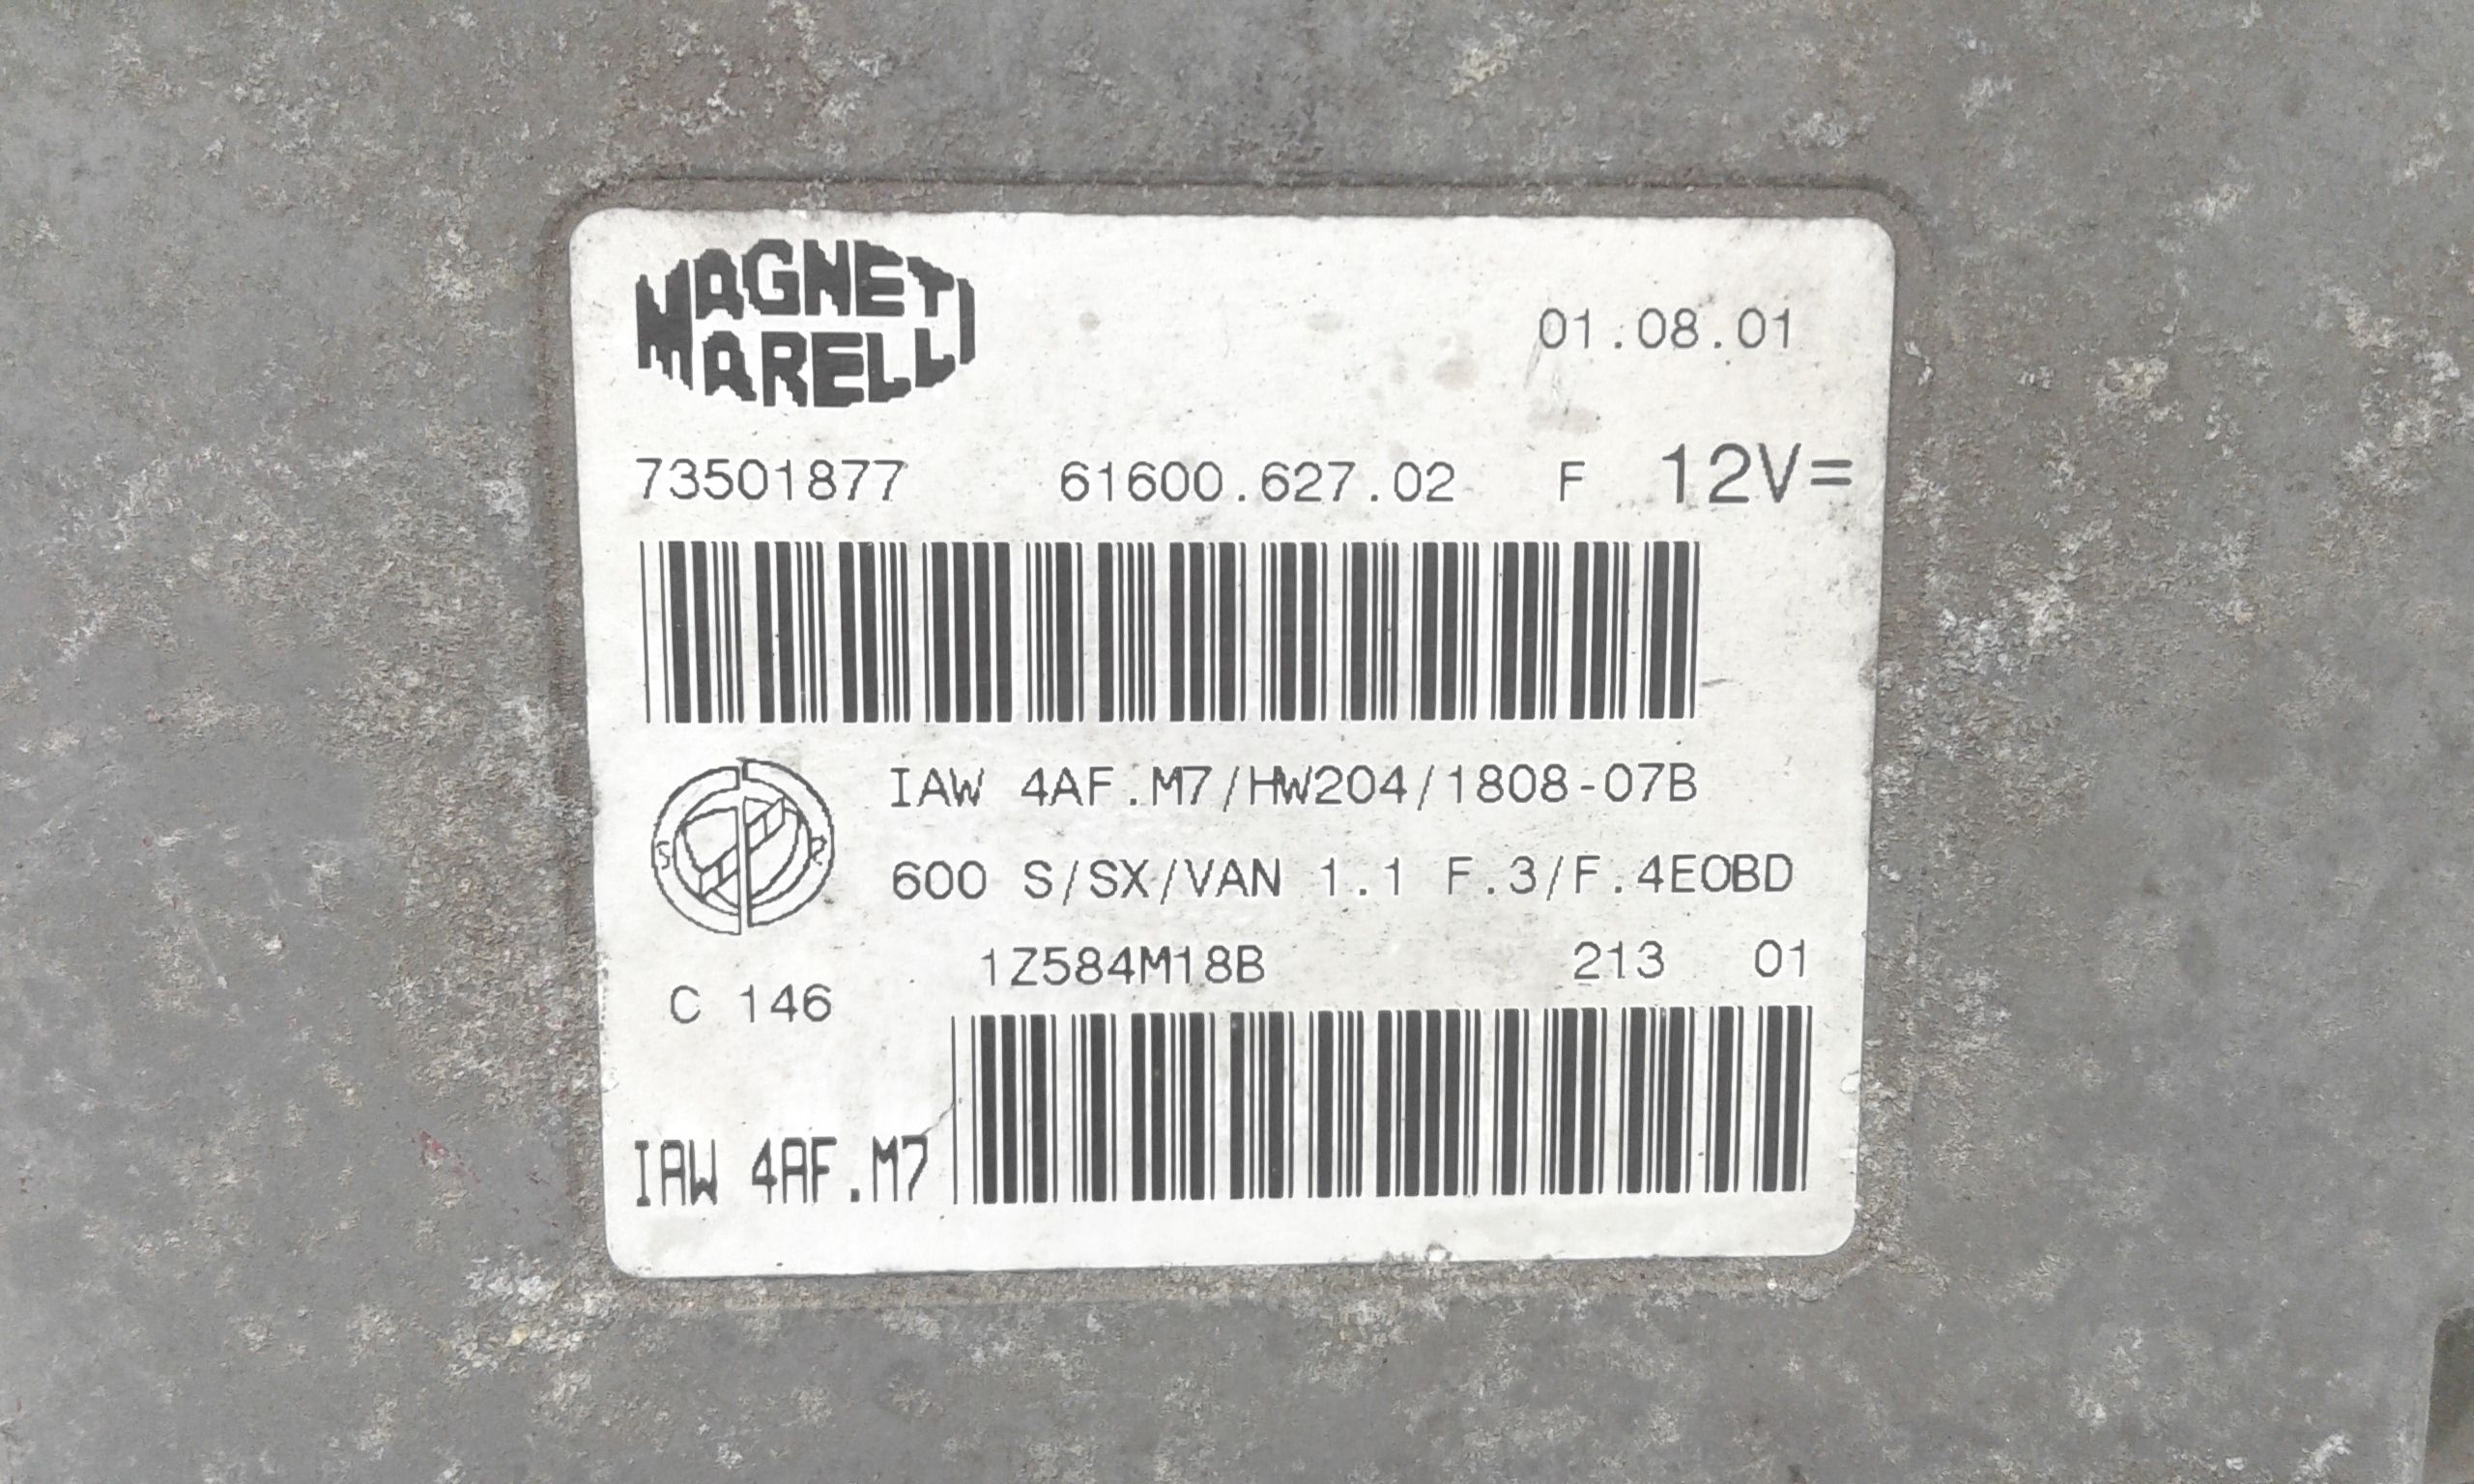 MAGNETI
MARELLI
01.08.01
73501877 61600.627.02 F 12V=
IAW 4AF.M7/HW204/1808-07B
S R
600 S/SX/VAN 1.1 F.3/F.4EOBD
1Z584M18B 213 01
C 146
IAW 4AF.M7